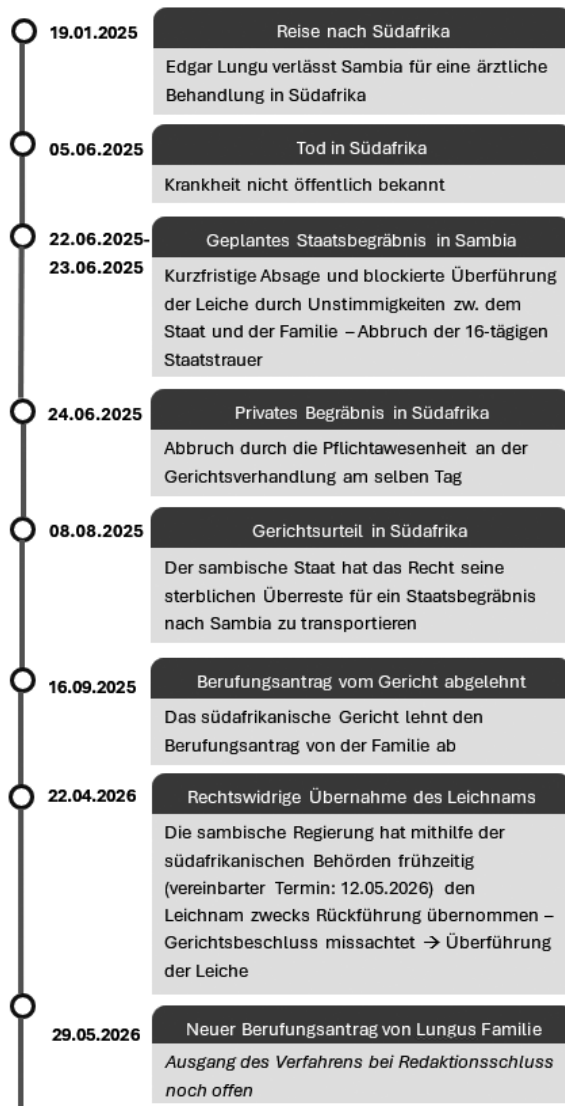 19.01.2025
Reise nach Südafrika
Edgar Lungu verlässt Sambia für eine ärztliche
Behandlung in Südafrika
05.06.2025
Tod in Südafrika
Krankheit nicht öffentlich bekannt
22.06.2025-
23.06.2025
Geplantes Staatsbegräbnis in Sambia
Kurzfristige Absage und blockierte Überführung
der Leiche durch Unstimmigkeiten zw. dem
Staat und der Familie – Abbruch der 16-tägigen
Staatstrauer
24.06.2025
Privates Begräbnis in Südafrika
Abbruch durch die Pflichtawesenheit an der
Gerichtsverhandlung am selben Tag
08.08.2025
Gerichtsurteil in Südafrika
Der sambische Staat hat das Recht seine
sterblichen Überreste für ein Staatsbegräbnis
nach Sambia zu transportieren
16.09.2025
Berufungsantrag vom Gericht abgelehnt
Das südafrikanische Gericht lehnt den
Berufungsantrag von der Familie ab
22.04.2026
Rechtswidrige Übernahme des Leichnams
Die sambische Regierung hat mithilfe der
südafrikanischen Behörden frühzeitig
(vereinbarter Termin: 12.05.2026) den
Leichnam zwecks Rückführung übernommen –
Gerichtsbeschluss missachtet → Überführung
der Leiche
29.05.2026
Neuer Berufungsantrag von Lungus Familie
Ausgang des Verfahrens bei Redaktionsschluss
noch offen